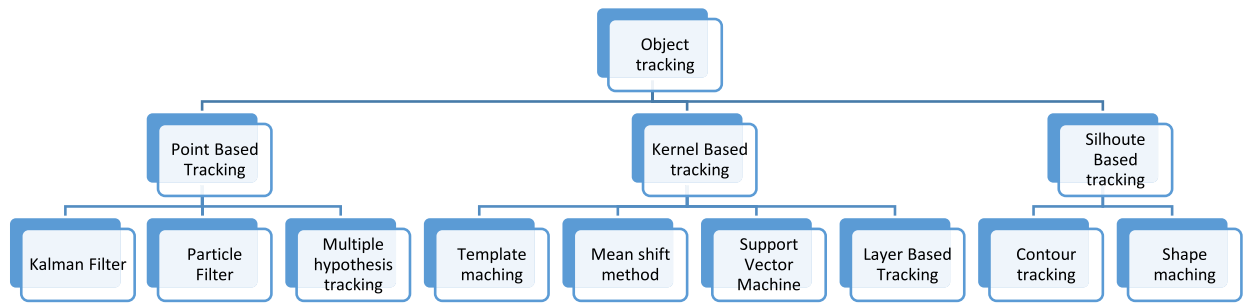 Object
tracking
Point Based
Tracking
Kernel Based
tracking
Silhoute
Based
tracking
Kalman Filter
Particle
Filter
Multiple
hypothesis
tracking
Template
maching
Mean shift
method
Support
Vector
Machine
Layer Based
Tracking
Contour
tracking
Shape
maching